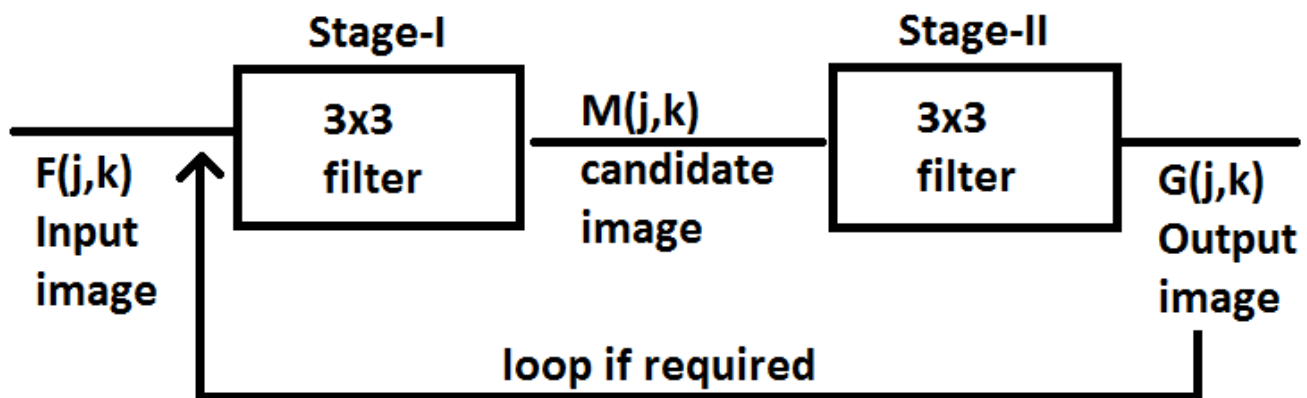 Stage-I
3x3
filter
F(j,k)
Input
image
M(j,k)
candidate
image
Stage-II
3x3
filter
G(j,k)
Output
image
loop if required